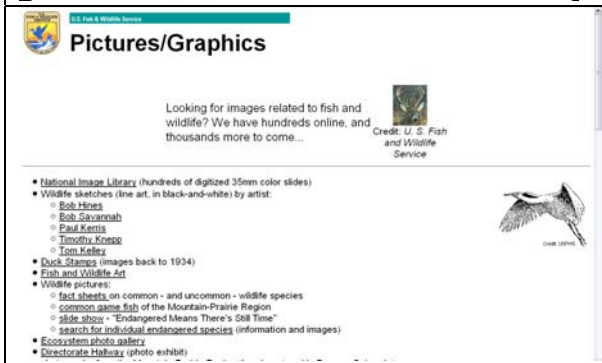 U.S. Fish & Wildlife Service
Pictures/Graphics
Looking for images related to fish and
wildlife? We have hundreds online, and
thousands more to come...
Credit: U. S. Fish
and Wildlife
Service
• National Image Library (hundreds of digitized 35mm color slides)
• Wildlife sketches (line art, in black-and-white) by artist:
○ Bob Hines
○ Bob Savannah
○ Paul Kerris
○ Timothy Knepp
○ Tom Kelley
• Duck Stamps (images back to 1934)
• Fish and Wildlife Art
• Wildlife pictures:
○ fact sheets on common - and uncommon - wildlife species
○ common game fish of the Mountain-Prairie Region
○ slide show - "Endangered Means There's Still Time"
○ search for individual endangered species (information and images)
• Ecosystem photo gallery
• Directorate Hallway (photo exhibit)